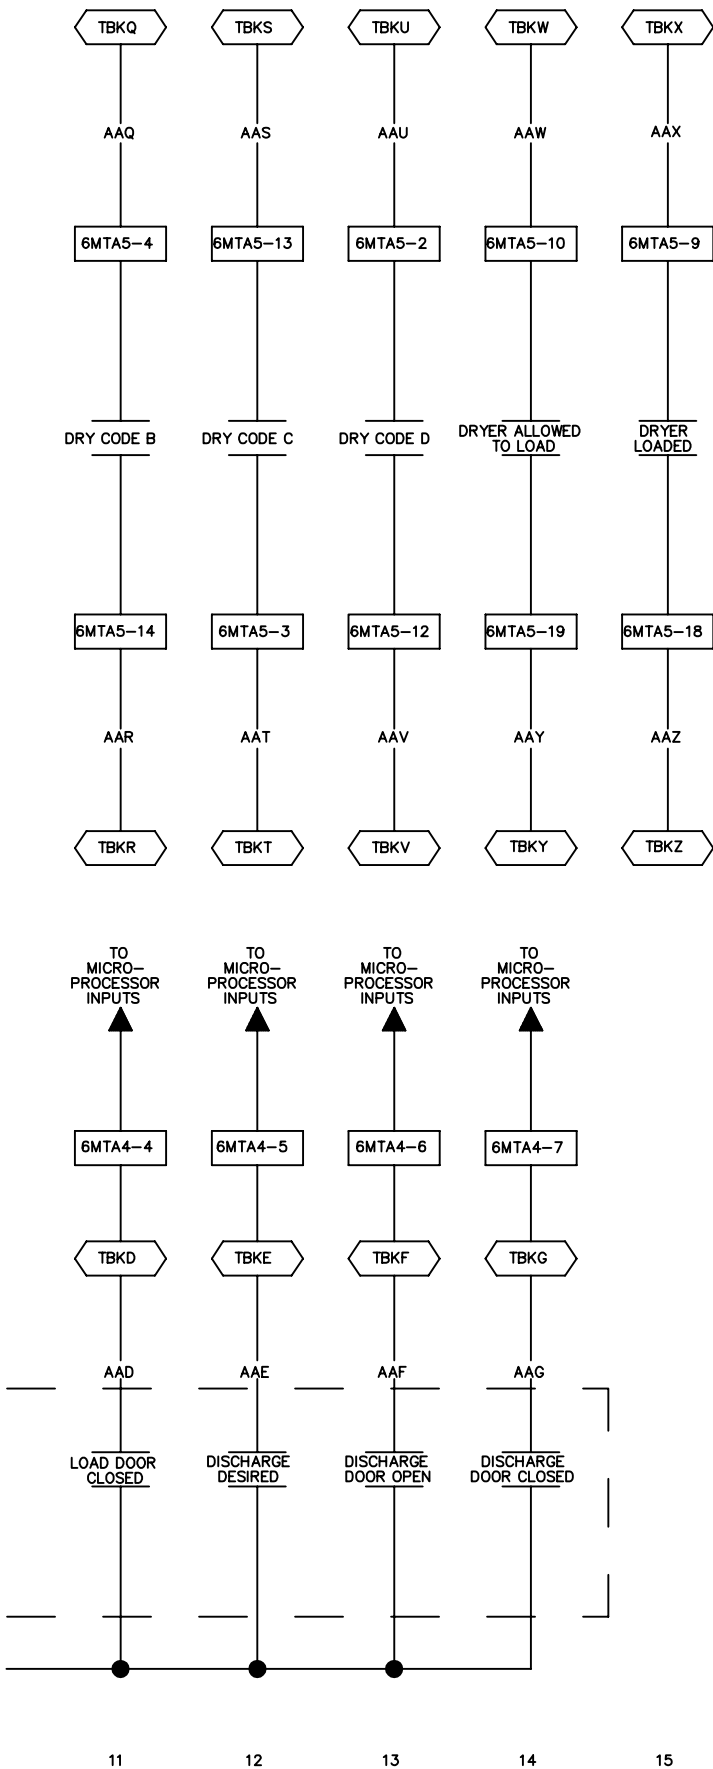 TBKQ
TBKS
TBKU
TBKW
TBKX
AAQ
AAS
AAU
AAW
AAX
6MTA5-4
6MTA5-13
6MTA5-2
6MTA5-10
6MTA5-9
DRY CODE B
DRY CODE C
DRY CODE D
DRYER ALLOWED
TO LOAD
DRYER
LOADED
6MTA5-14
6MTA5-3
6MTA5-12
6MTA5-19
6MTA5-18
AAR
AAT
AAV
AAY
AAZ
TBKR
TBKT
TBKV
TBKY
TBKZ
TO
MICRO-
PROCESSOR
INPUTS
TO
MICRO-
PROCESSOR
INPUTS
TO
MICRO-
PROCESSOR
INPUTS
TO
MICRO-
PROCESSOR
INPUTS
6MTA4-4
6MTA4-5
6MTA4-6
6MTA4-7
TBKD
TBKE
TBKF
TBKG
AAD
AAE
AAF
AAG
LOAD DOOR
CLOSED
DISCHARGE
DESIRED
DISCHARGE
DOOR OPEN
DISCHARGE
DOOR CLOSED
11
12
13
14
15